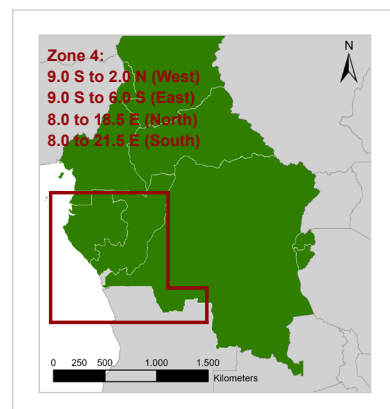 N
Zone 4:
9.0 S to 2.0 N (West)
9.0 S to 6.0 S (East)
8.0 to 18.5 E (North)
8.0 to 21.5 E (South)
0 250 500 1.000 1.500
Kilometers